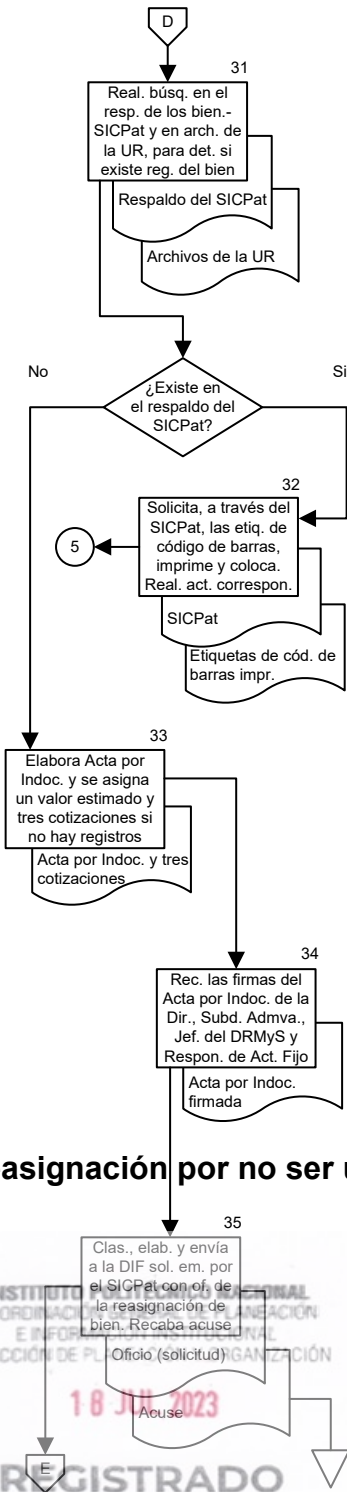 D
31
Real. búsq. en el
resp. de los bien.-
SICPat y en arch. de
la UR, para det. si
existe reg. del bien
Respaldo del SICPat
Archivos de la UR
No
Si
¿Existe en
el respaldo del
SICPat?
32
Solicita, a través del
SICPat, las etiq. de
código de barras,
imprime y coloca.
Real. act. correspon.
5
SICPat
Etiquetas de cód. de
barras impr.
33
Elabora Acta por
Indoc. y se asigna
un valor estimado y
tres cotizaciones si
no hay registros
Acta por Indoc. y tres
cotizaciones
34
Rec. las firmas del
Acta por Indoc. de la
Dir., Subd. Admva.,
Jef. del DRMyS y
Respon. de Act. Fijo
Acta por Indoc.
firmada
asignación por no ser
35
Clas., elab. y envía
a la DIF sol. em. por
el SICPat con of. de
la reasignación de
bien. Recaba acuse
Oficio (solicitud)
Acuse
E
INSTITUTO POLITÉCNICO NACIONAL
E INFORMACIÓN INSTITUCIONAL
18 JUL 2023
REGISTRADO